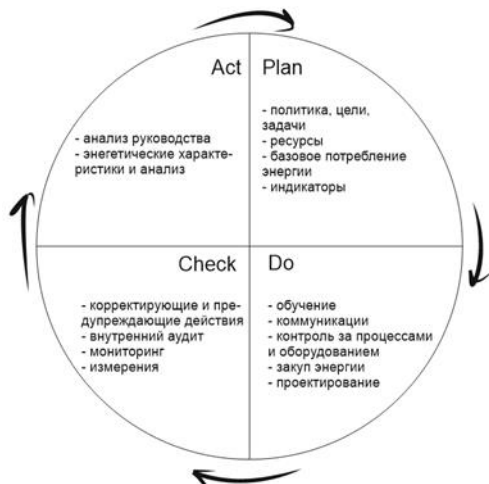 Act
- анализ руководства
- энегетические характе-
ристики и анализ
Plan
- политика, цели,
задачи
- ресурсы
- базовое потребление
энергии
- индикаторы
Check
- корректирующие и пре-
дупреждающие действия
- внутренний аудит
- мониторинг
- измерения
Do
- обучение
- коммуникации
- контроль за процессами
и оборудованием
- закуп энергии
- проектирование